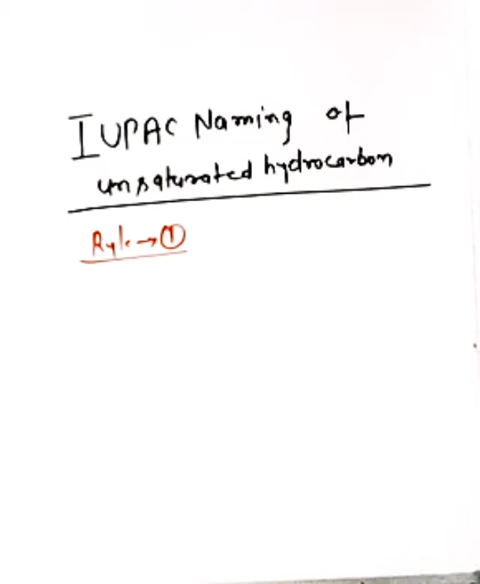 IUPAC Naming of
unsaturated hydrocarbon
Rule → ①